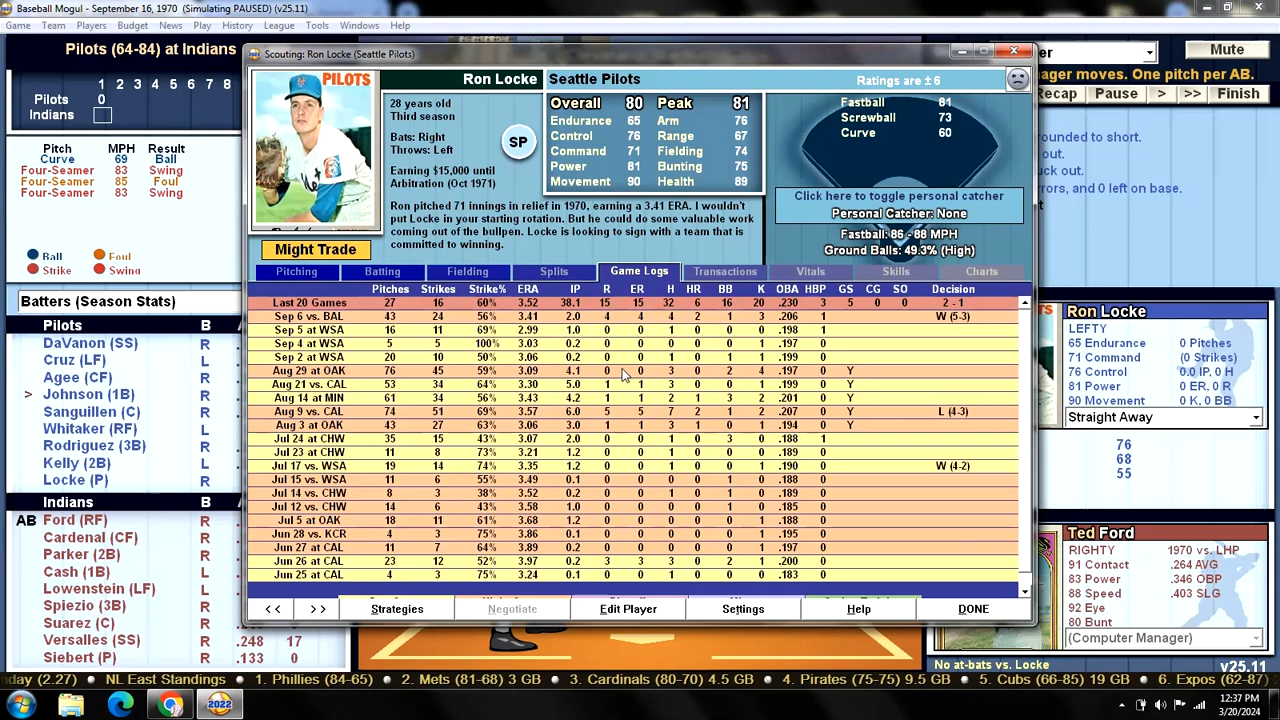 Baseball Mogul - September 16, 1970 (Simulating PAUSED) (v25.11)
Game Team Players Budget News Play History League Tools Windows Help
Pilots (64-84) at Indians
1 2 3 4 5 6 7 8
Pilots 0
Indians
Pitch MPH Result
Curve 69 Ball
Four-Seamer 83 Swing
Four-Seamer 85 Foul
Four-Seamer 83 Swing
Ball Foul
Strike Swing
Batters (Season Stats)
Pilots B
DaVanon (SS) R
Cruz (LF) L
Agee (CF) R
> Johnson (1B) R
Sanguillen (C) R
Whitaker (RF) L
Rodriguez (3B) R
Kelly (2B) L
Locke (P) R
Indians B
AB Ford (RF) R
Cardenal (CF) R
Parker (2B) R
Cash (1B) L
Lowenstein (LF) L
Spiezio (3B) R
Suarez (C) R
Versalles (SS) R .248 17
Siebert (P) R .133 0
Scouting: Ron Locke (Seattle Pilots)
PILOTS
Ron Locke
28 years old
Third season
Bats: Right
Throws: Left
Earning $15,000 until
Arbitration (Oct 1971)
SP
Seattle Pilots Ratings are ± 6
Overall 80 Peak 81
Endurance 65 Arm 76
Control 76 Range 67
Command 71 Fielding 74
Power 81 Bunting 75
Movement 90 Health 89
Fastball 81
Screwball 73
Curve 60
Click here to toggle personal catcher
Personal Catcher: None
Fastball: 86 - 88 MPH
Ground Balls: 49.3% (High)
Ron pitched 71 innings in relief in 1970, earning a 3.41 ERA. I wouldn't
put Locke in your starting rotation. But he could do some valuable work
coming out of the bullpen. Locke is looking to sign with a team that is
committed to winning.
Might Trade
Pitching Batting Fielding Splits Game Logs Transactions Vitals Skills Charts
Pitches Strikes Strike% ERA IP R ER H HR BB K OBA HBP GS CG SO Decision
Last 20 Games 27 16 60% 3.52 38.1 15 15 32 6 16 20 .230 3 5 0 0 2 - 1
Sep 6 vs. BAL 43 24 56% 3.41 2.0 4 4 4 2 1 3 .206 1 W (5-3)
Sep 5 at WSA 16 11 69% 2.99 1.0 0 0 0 0 0 0 .198 1
Sep 4 at WSA 5 5 100% 3.03 0.1 0 0 0 0 0 0 .197 0
Sep 2 at WSA 20 10 50% 3.06 0.2 0 0 1 0 1 1 .199 0
Aug 29 at OAK 76 45 59% 3.09 4.1 0 0 3 0 2 4 .197 0 Y
Aug 21 vs. CAL 53 34 64% 3.30 5.0 1 1 3 1 0 1 .199 0 Y
Aug 14 at MIN 61 34 56% 3.43 4.2 1 1 2 1 3 2 .201 0 Y
Aug 9 vs. CAL 74 51 69% 3.57 6.0 5 5 7 2 1 2 .207 0 Y L (4-3)
Aug 3 at OAK 43 27 63% 3.06 3.0 1 1 3 1 0 1 .194 0 Y
Jul 24 at CHW 35 15 43% 3.07 2.0 0 0 1 0 3 0 .188 1
Jul 23 at CHW 11 8 73% 3.21 1.2 0 0 0 0 0 0 .189 0
Jul 17 vs. WSA 19 14 74% 3.35 1.2 0 0 1 0 0 1 .190 0 W (4-2)
Jul 15 vs. WSA 11 6 55% 3.49 0.1 0 0 0 0 1 0 .189 0
Jul 14 vs. CHW 8 3 38% 3.52 0.2 0 0 1 0 1 0 .189 0
Jul 12 vs. CHW 14 6 43% 3.58 1.0 0 0 0 0 1 0 .185 0
Jul 5 at OAK 18 11 61% 3.68 1.2 0 0 0 0 0 1 .188 0
Jun 28 vs. KCR 4 3 75% 3.86 0.1 0 0 1 0 0 1 .195 0
Jun 27 at CAL 11 7 64% 3.89 0.2 0 0 1 0 0 1 .197 0
Jun 26 at CAL 23 12 52% 3.97 0.2 3 3 3 0 2 1 .200 0
Jun 25 at CAL 4 3 75% 3.24 0.1 0 0 1 0 0 0 .183 0
<< >> Strategies Negotiate Edit Player Settings Help DONE
er Mute
nager moves. One pitch per AB.
Recap Pause > >> Finish
rounded to short.
out.
uck out.
rrors, and 0 left on base.
Ron Locke
LEFTY
65 Endurance 0 Pitches
71 Command (0 Strikes)
76 Control 0.0 IP, 0 H
81 Power 0 ER, 0 R
90 Movement 0 K, 0 BB
Straight Away
76
68
55
Ted Ford
RIGHTY 1970 vs. LHP
91 Contact .264 AVG
83 Power .346 OBP
88 Speed .403 SLG
92 Eye
80 Bunt
(Computer Manager)
No at-bats vs. Locke v25.11
nday (2.27) • NL East Standings • 1. Phillies (84-65) • 2. Mets (81-68) 3 GB • 3. Cardinals (80-70) 4.5 GB • 4. Pirates (75-75) 9.5 GB • 5. Cubs (66-85) 19 GB • 6. Expos (62-87)
2022
12:37 PM
3/20/2024